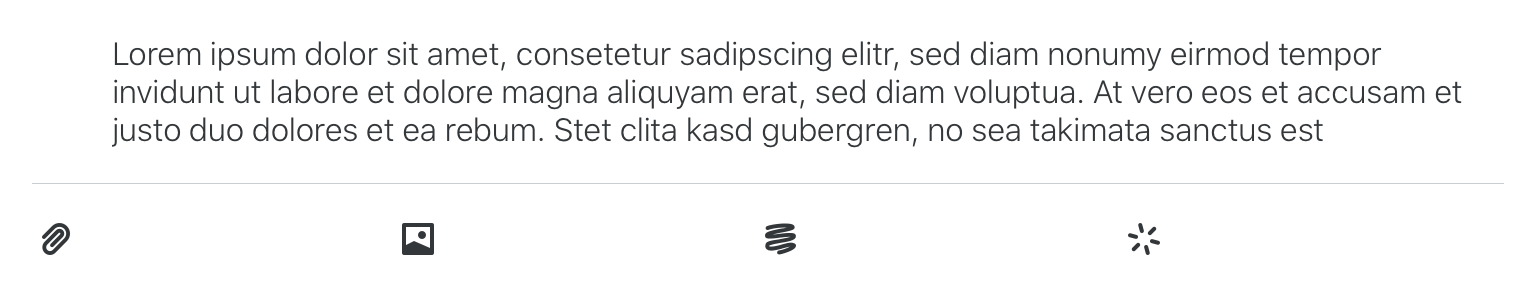 Lorem ipsum dolor sit amet, consetetur sadipscing elitr, sed diam nonumy eirmod tempor
invidunt ut labore et dolore magna aliquyam erat, sed diam voluptua. At vero eos et accusam et
justo duo dolores et ea rebum. Stet clita kasd gubergren, no sea takimata sanctus est